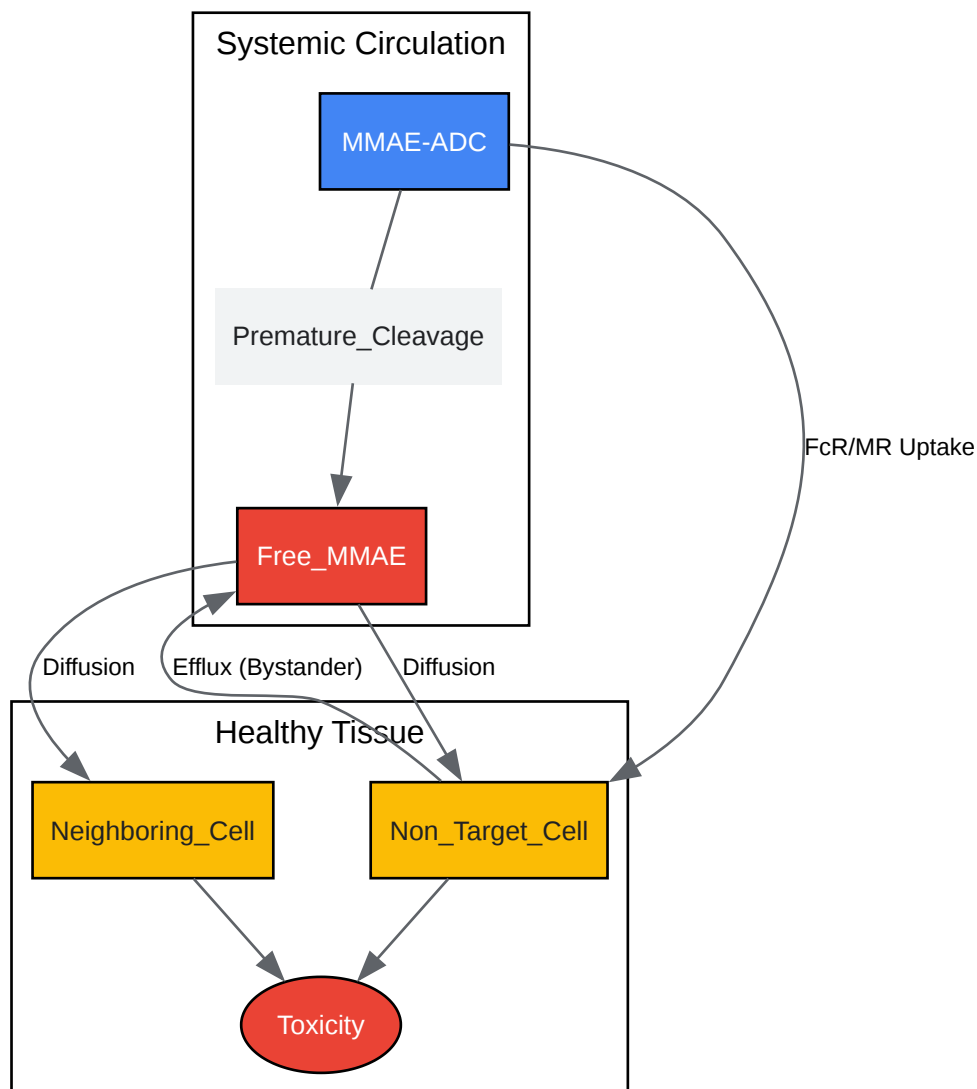 Systemic Circulation
MMAE-ADC
Premature_Cleavage
FcR/MR Uptake
Free_MMAE
Diffusion
Efflux (Bystander)
Diffusion
Healthy Tissue
Neighboring_Cell
Non_Target_Cell
Toxicity